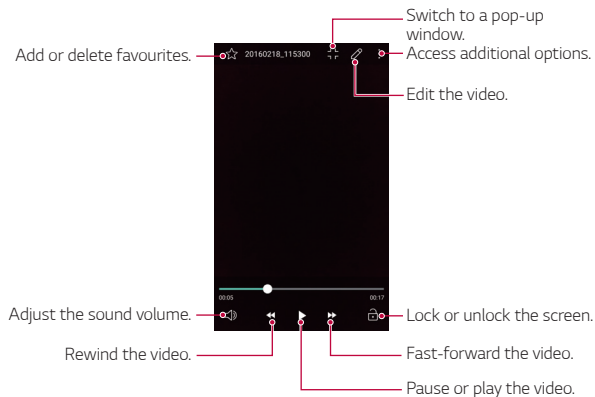 Switch to a pop-up
window.
Add or delete favourites.
20160218_115300
Access additional options.
Edit the video.
00:05
00:17
Adjust the sound volume.
Lock or unlock the screen.
Rewind the video.
Fast-forward the video.
Pause or play the video.